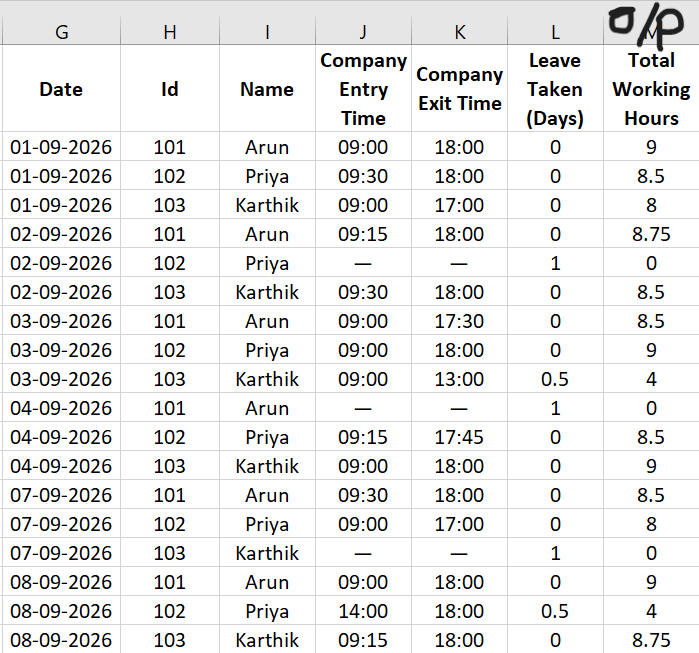 G H I J K L M
o/p
Date Id Name Company Entry Time Company Exit Time Leave Taken (Days) Total Working Hours
01-09-2026 101 Arun 09:00 18:00 0 9
01-09-2026 102 Priya 09:30 18:00 0 8.5
01-09-2026 103 Karthik 09:00 17:00 0 8
02-09-2026 101 Arun 09:15 18:00 0 8.75
02-09-2026 102 Priya — — 1 0
02-09-2026 103 Karthik 09:30 18:00 0 8.5
03-09-2026 101 Arun 09:00 17:30 0 8.5
03-09-2026 102 Priya 09:00 18:00 0 9
03-09-2026 103 Karthik 09:00 13:00 0.5 4
04-09-2026 101 Arun — — 1 0
04-09-2026 102 Priya 09:15 17:45 0 8.5
04-09-2026 103 Karthik 09:00 18:00 0 9
07-09-2026 101 Arun 09:30 18:00 0 8.5
07-09-2026 102 Priya 09:00 17:00 0 8
07-09-2026 103 Karthik — — 1 0
08-09-2026 101 Arun 09:00 18:00 0 9
08-09-2026 102 Priya 14:00 18:00 0.5 4
08-09-2026 103 Karthik 09:15 18:00 0 8.75